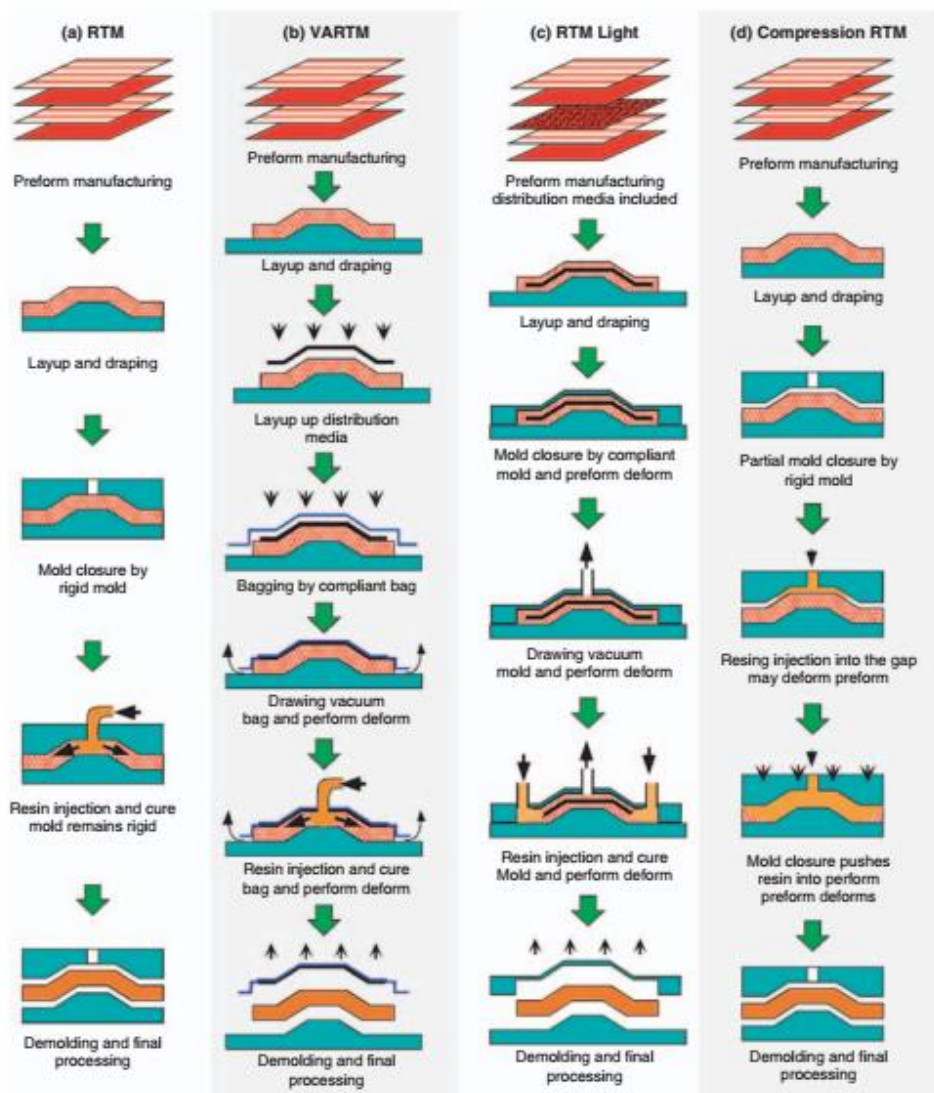 (a) RTM
Preform manufacturing
Layup and draping
Mold closure by
rigid mold
Resin injection and cure
mold remains rigid
Demolding and final
processing
(b) VARTM
Preform manufacturing
Layup and draping
Layup up distribution
media
Bagging by compliant bag
Drawing vacuum
bag and perform deform
Resin injection and cure
bag and perform deform
Demolding and final
processing
(c) RTM Light
Preform manufacturing
distribution media included
Layup and draping
Mold closure by compliant
mold and preform deform
Drawing vacuum
mold and perform deform
Resin injection and cure
Mold and perform deform
Demolding and final
processing
(d) Compression RTM
Preform manufacturing
Layup and draping
Partial mold closure by
rigid mold
Resing injection into the gap
may deform preform
Mold closure pushes
resin into perform
preform deforms
Demolding and final
processing